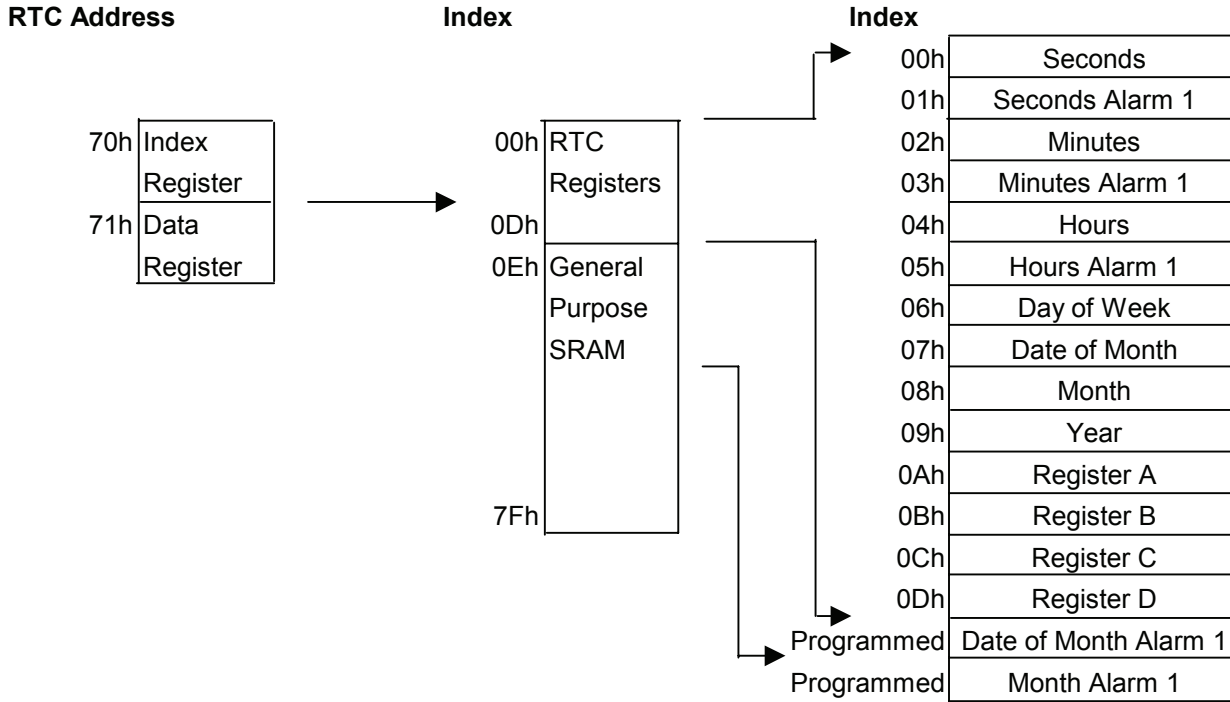 RTC Address
70h Index
Register
71h Data
Register
Index
00h RTC
Registers
0Dh
0Eh General
Purpose
SRAM
7Fh
Index
00h Seconds
01h Seconds Alarm 1
02h Minutes
03h Minutes Alarm 1
04h Hours
05h Hours Alarm 1
06h Day of Week
07h Date of Month
08h Month
09h Year
0Ah Register A
0Bh Register B
0Ch Register C
0Dh Register D
Programmed Date of Month Alarm 1
Programmed Month Alarm 1